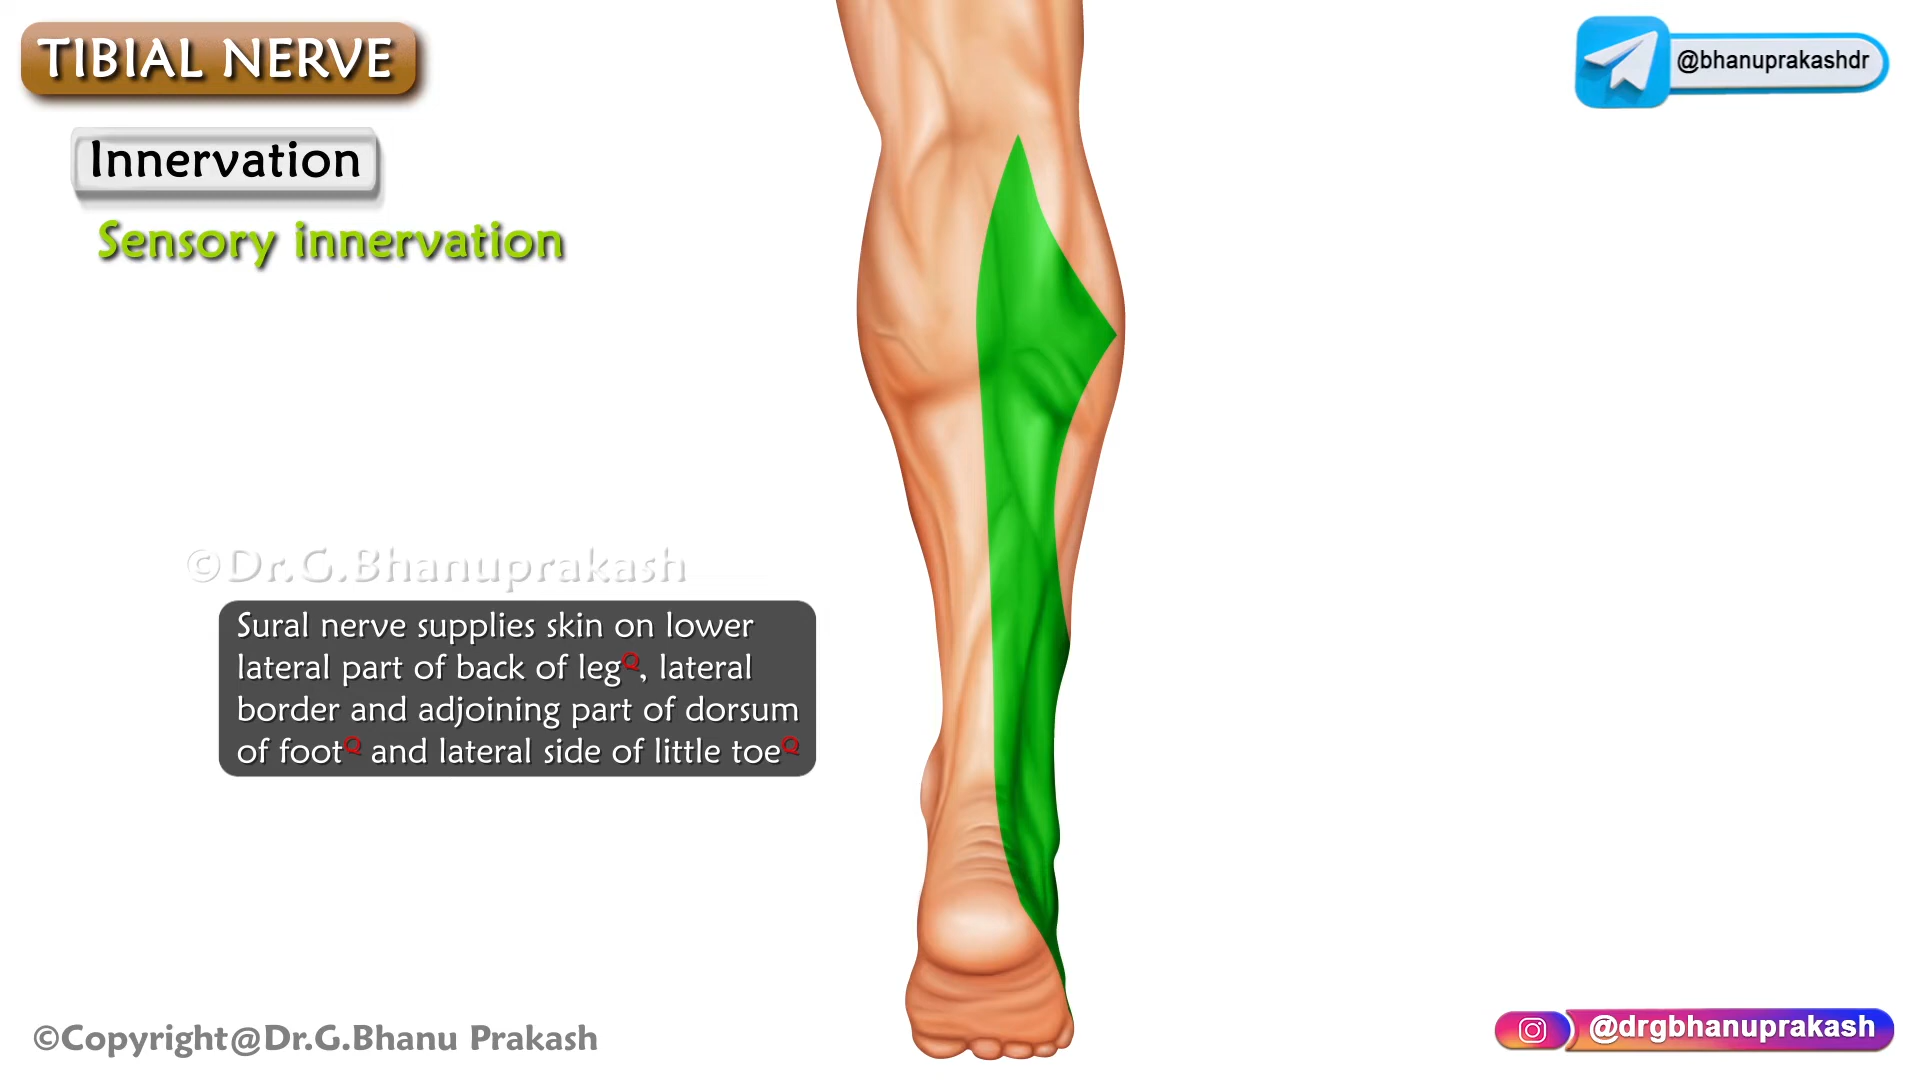 TIBIAL NERVE
@bhanuprakashdr
Innervation
Sensory innervation
©Dr.G.Bhanuprakash
Sural nerve supplies skin on lower
lateral part of back of legQ, lateral
border and adjoining part of dorsum
of footQ and lateral side of little toeQ
©Copyright@Dr.G.Bhanu Prakash
@drgbhanuprakash